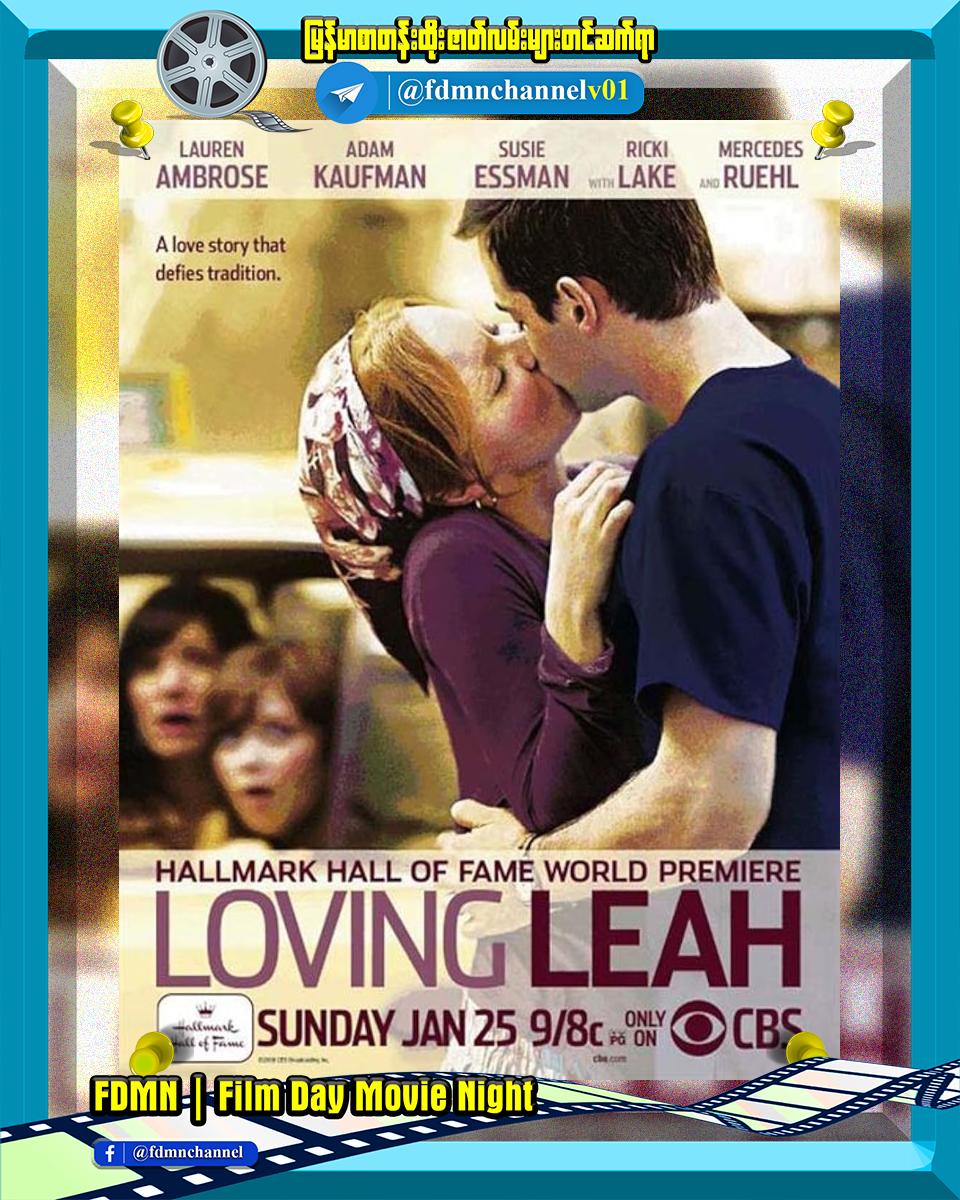 မြန်မာစာတန်းထိုးဇာတ်လမ်းများတင်ဆက်ရာ
@fdmnchannelv01
LAUREN AMBROSE
ADAM KAUFMAN
SUSIE ESSMAN
WITH RICKI LAKE
AND MERCEDES RUEHL
A love story that
defies tradition.
HALLMARK HALL OF FAME WORLD PREMIERE
LOVING LEAH
Hallmark
Hall of Fame
SUNDAY JAN 25 9/8c
PG
ONLY
ON
CBS
cbs.com
FDMN | Film Day Movie Night
@fdmnchannel